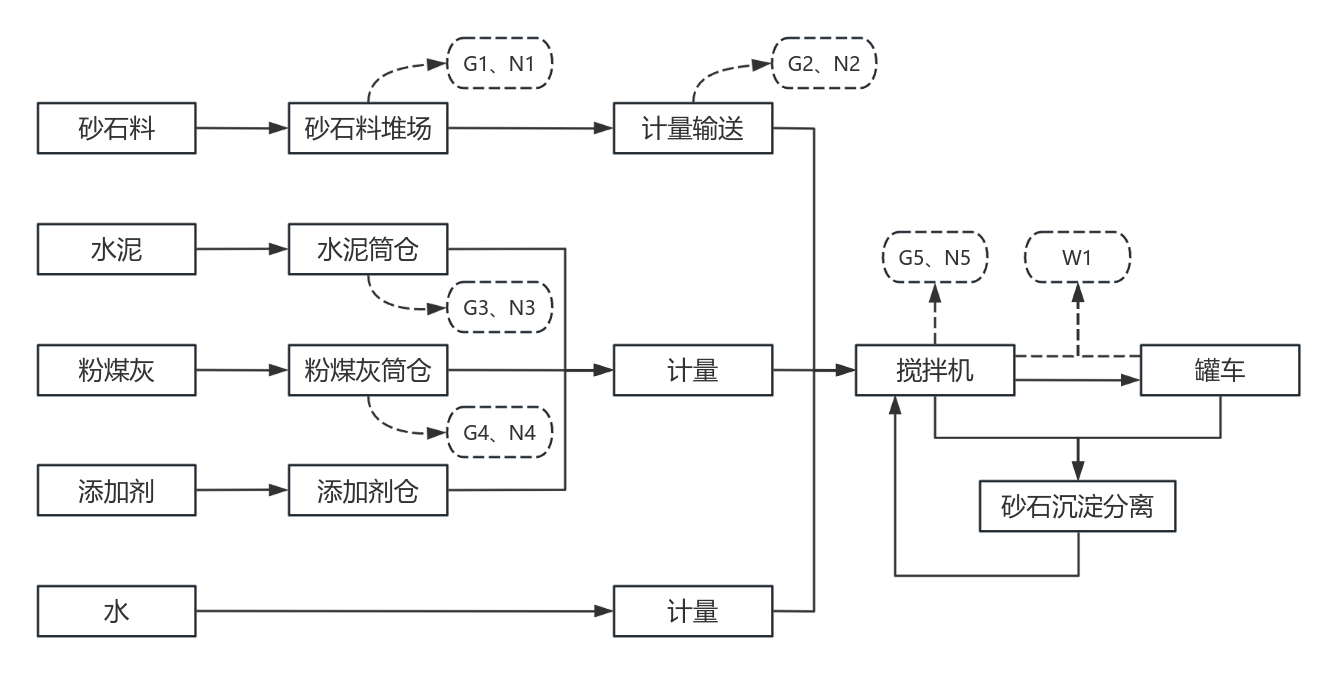 G1、N1
G2、N2
砂石料
砂石料堆场
计量输送
水泥
水泥筒仓
G5、N5
W1
G3、N3
粉煤灰
粉煤灰筒仓
计量
搅拌机
罐车
G4、N4
添加剂
添加剂仓
砂石沉淀分离
水
计量